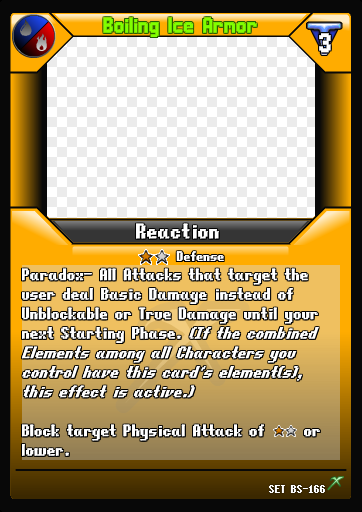 Boiling Ice Armor
3
Reaction
Defense
Paradox- All Attacks that target the
user deal Basic Damage instead of
Unblockable or True Damage until your
next Starting Phase. (If the combined
Elements among all Characters you
control have this card's element(s),
this effect is active.)
Block target Physical Attack of or
lower.
SET BS-166